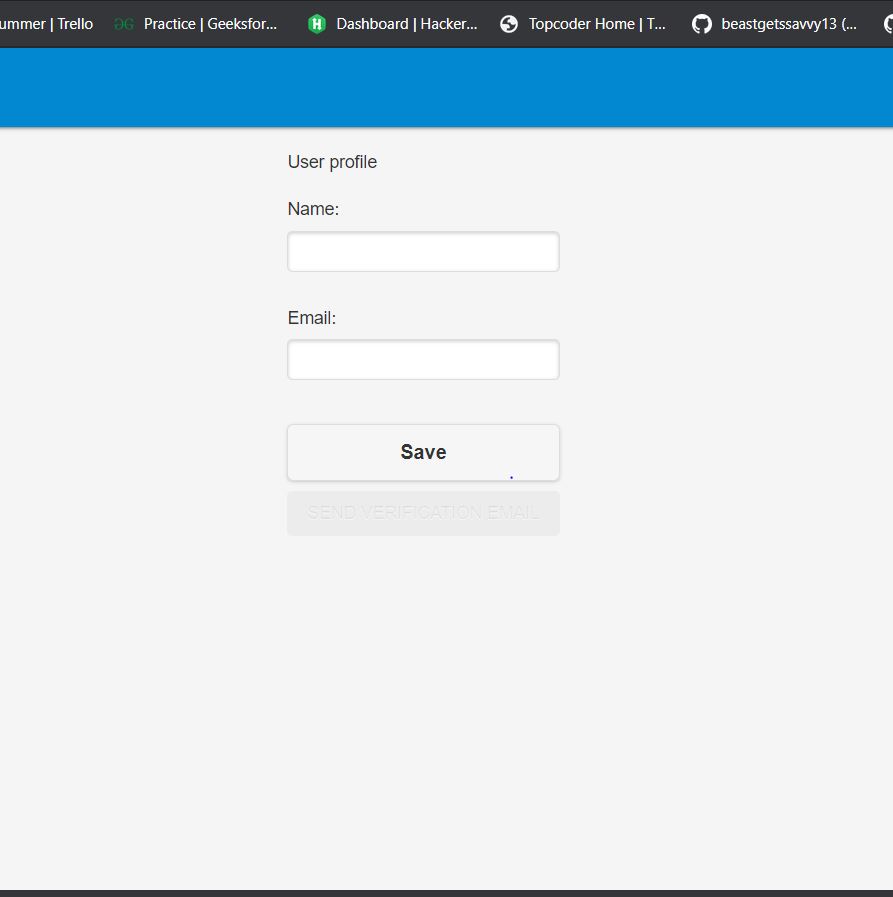 ummer | Trello
Practice | Geeksfor...
Dashboard | Hacker...
Topcoder Home | T...
beastgetssavvy13 (...
User profile
Name:
Email:
Save
SEND VERIFICATION EMAIL